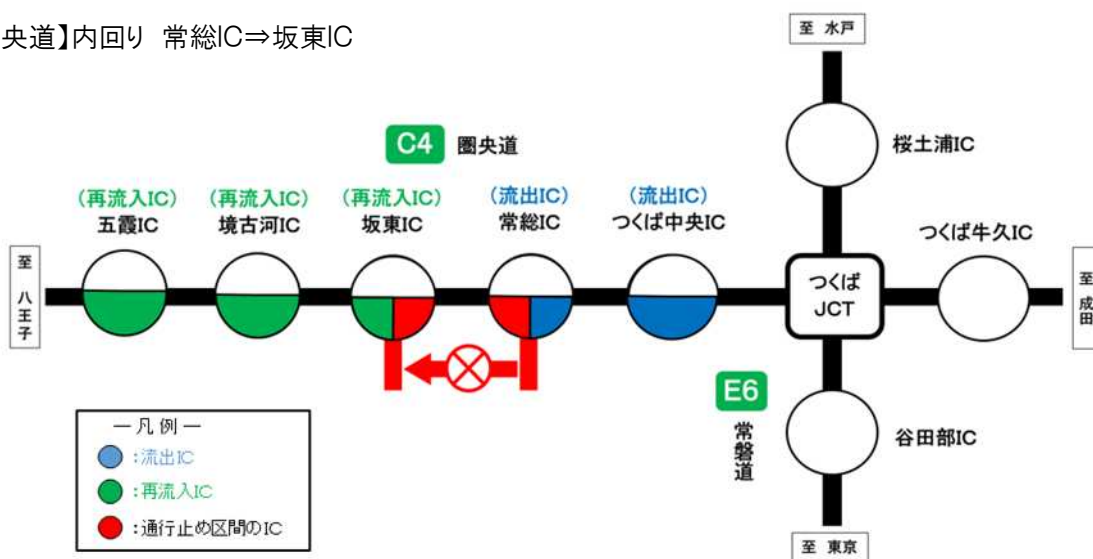 央道】内回り 常総IC⇒坂東IC
至 水戸
C4 圏央道
桜土浦IC
(再流入IC)
五霞IC
(再流入IC)
境古河IC
(再流入IC)
坂東IC
(流出IC)
常総IC
(流出IC)
つくば中央IC
つくば牛久IC
至 八王子
つくば
JCT
至 成田
E6
常磐道
谷田部IC
至 東京
―凡例―
:流出IC
:再流入IC
:通行止め区間のIC